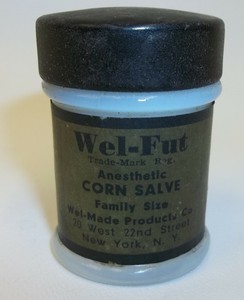 Wel-Fut
Trade-Mark Reg.
Anesthetic
CORN SALVE
Family Size
Wel-Made Products Co
West 22nd Street
New York, N. Y.